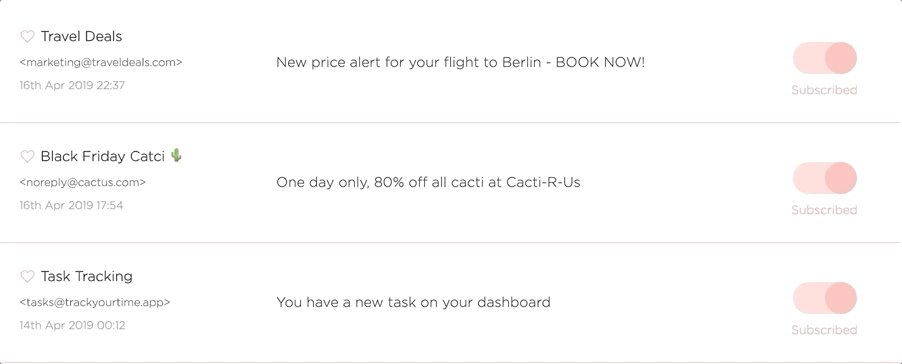 Travel Deals
<marketing@traveldeals.com>
16th Apr 2019 22:37
New price alert for your flight to Berlin - BOOK NOW!
Subscribed
Black Friday Catci 🌵
<noreply@cactus.com>
16th Apr 2019 17:54
One day only, 80% off all cacti at Cacti-R-Us
Subscribed
Task Tracking
<tasks@trackyourtime.app>
14th Apr 2019 00:12
You have a new task on your dashboard
Subscribed